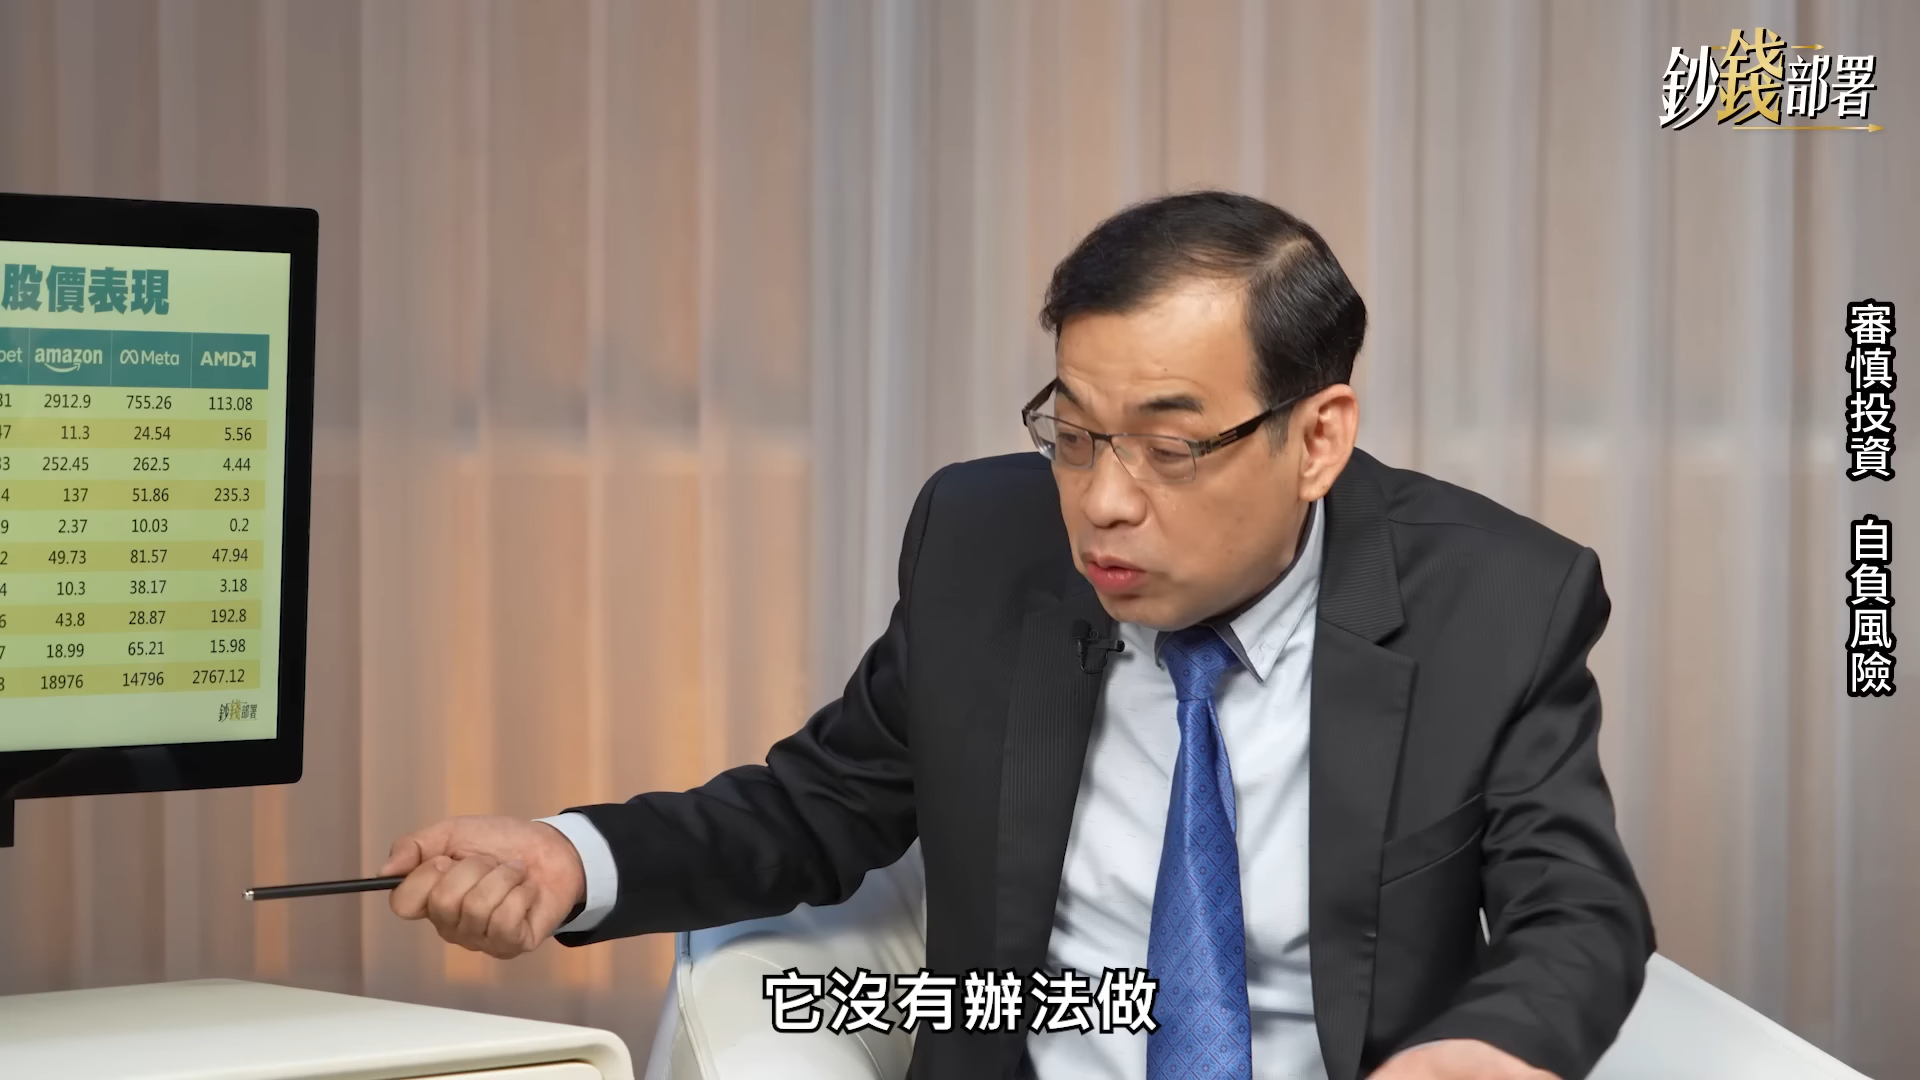 鈔錢部署
股價表現
amazon Meta AMD
2912.9 755.26 113.08
11.3 24.54 5.56
252.45 262.5 4.44
137 51.86 235.3
2.37 10.03 0.2
49.73 81.57 47.94
10.3 38.17 3.18
43.8 28.87 192.8
18.99 65.21 15.98
18976 14796 2767.12
鈔錢部署
審慎投資 自負風險
它沒有辦法做